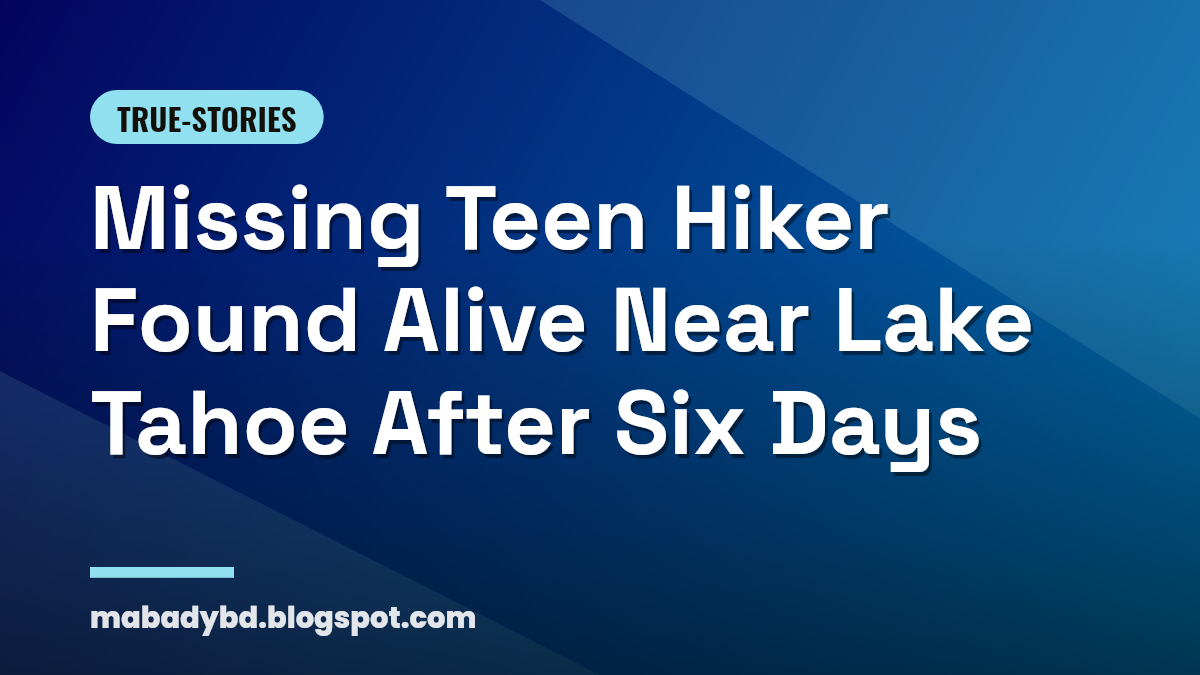 TRUE-STORIES
Missing Teen Hiker
Found Alive Near Lake
Tahoe After Six Days
mabadybd.blogspot.com